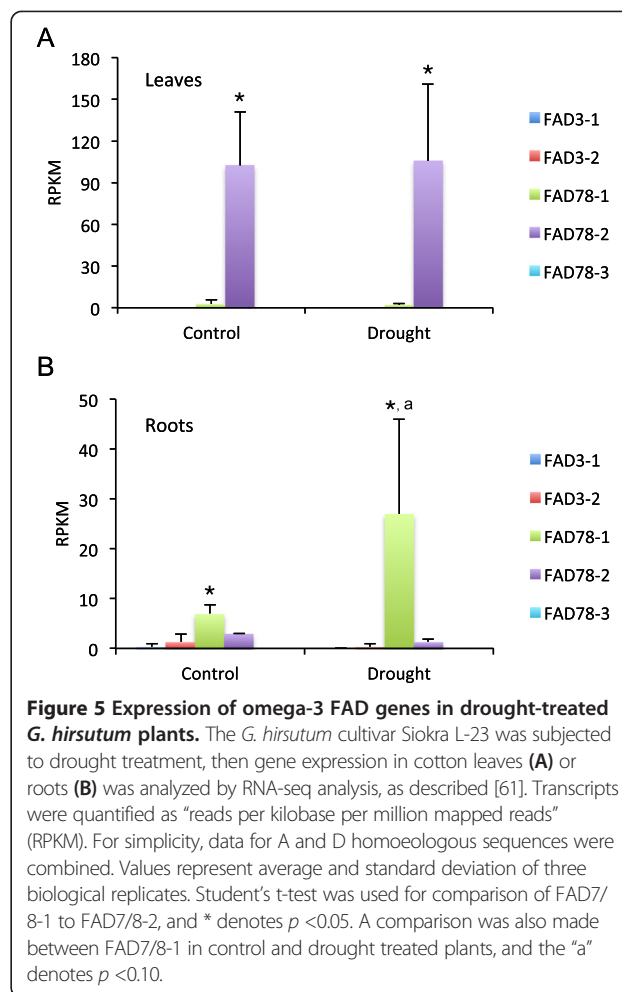 A
180
150
120
90
60
30
0
RPKM
Leaves
*
*
Control
Drought
FAD3-1
FAD3-2
FAD78-1
FAD78-2
FAD78-3
B
50
40
30
20
10
0
RPKM
Roots
*
*, a
Control
Drought
FAD3-1
FAD3-2
FAD78-1
FAD78-2
FAD78-3
Figure 5 Expression of omega-3 FAD genes in drought-treated
G. hirsutum plants. The G. hirsutum cultivar Siokra L-23 was subjected
to drought treatment, then gene expression in cotton leaves (A) or
roots (B) was analyzed by RNA-seq analysis, as described [61]. Transcripts
were quantified as “reads per kilobase per million mapped reads”
(RPKM). For simplicity, data for A and D homoeologous sequences were
combined. Values represent average and standard deviation of three
biological replicates. Student’s t-test was used for comparison of FAD7/
8-1 to FAD7/8-2, and * denotes p <0.05. A comparison was also made
between FAD7/8-1 in control and drought treated plants, and the “a”
denotes p <0.10.